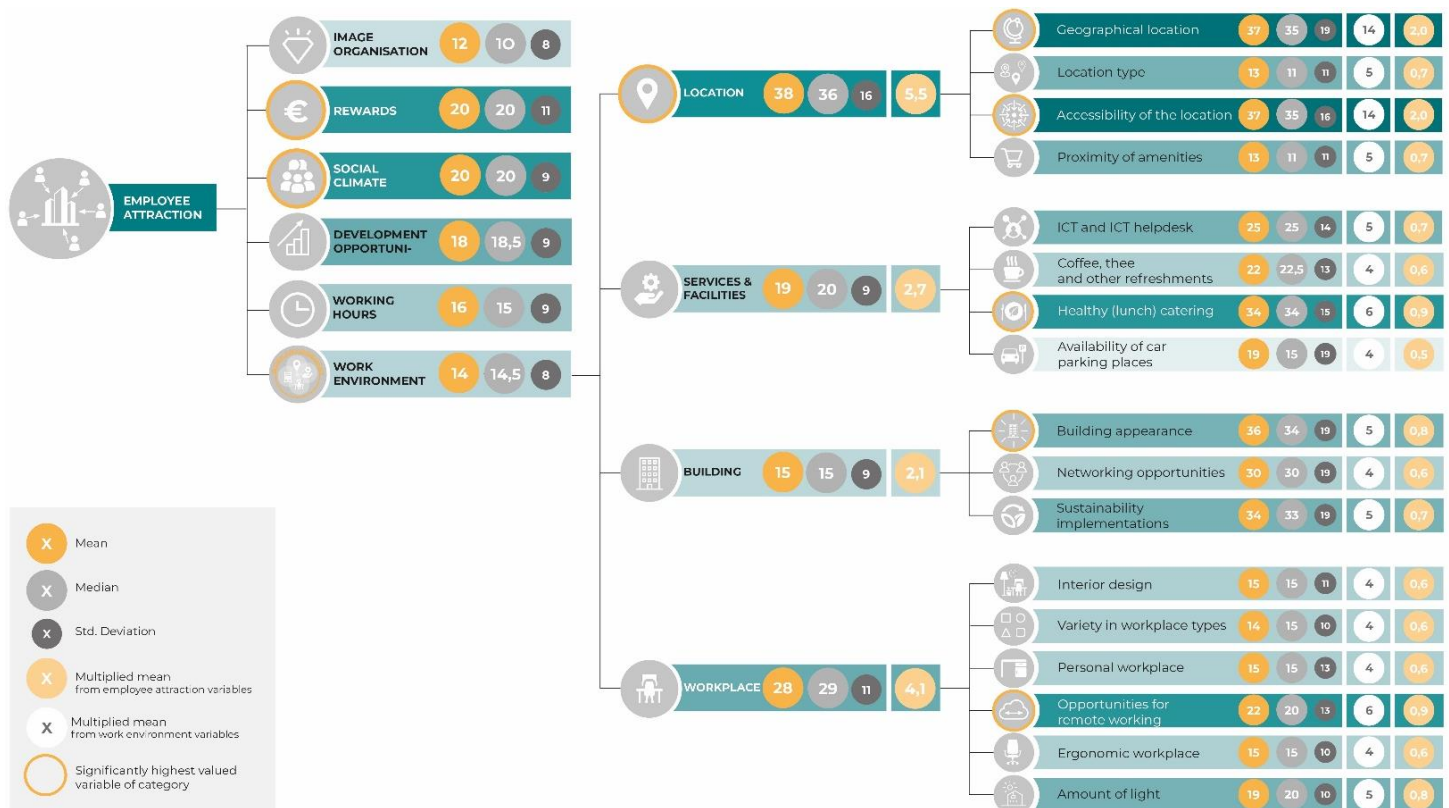 EMPLOYEE
ATTRACTION
IMAGE
ORGANISATION
12 10 8
REWARDS
20 20 11
SOCIAL
CLIMATE
20 20 9
DEVELOPMENT
OPPORTUNI-
18 18,5 9
WORKING
HOURS
16 15 9
WORK
ENVIRONMENT
14 14,5 8
LOCATION
38 36 16 5,5
SERVICES &
FACILITIES
19 20 9 2,7
BUILDING
15 15 9 2,1
WORKPLACE
28 29 11 4,1
Geographical location 37 35 19 14 2,0
Location type 13 11 11 5 0,7
Accessibility of the location 37 35 16 14 2,0
Proximity of amenities 13 11 11 5 0,7
ICT and ICT helpdesk 25 25 14 5 0,7
Coffee, thee
and other refreshments
22 22,5 13 4 0,6
Healthy (lunch) catering 34 34 15 6 0,9
Availability of car
parking places
19 15 19 4 0,5
Building appearance 36 34 19 5 0,8
Networking opportunities 30 30 19 4 0,6
Sustainability
implementations
34 33 19 5 0,7
Interior design 15 15 11 4 0,6
Variety in workplace types 14 15 10 4 0,6
Personal workplace 15 15 13 4 0,6
Opportunities for
remote working
22 20 13 6 0,9
Ergonomic workplace 15 15 10 4 0,6
Amount of light 19 20 10 5 0,8
X Mean
X Median
X Std. Deviation
X Multiplied mean
from employee attraction variables
X Multiplied mean
from work environment variables
Significantly highest valued
variable of category